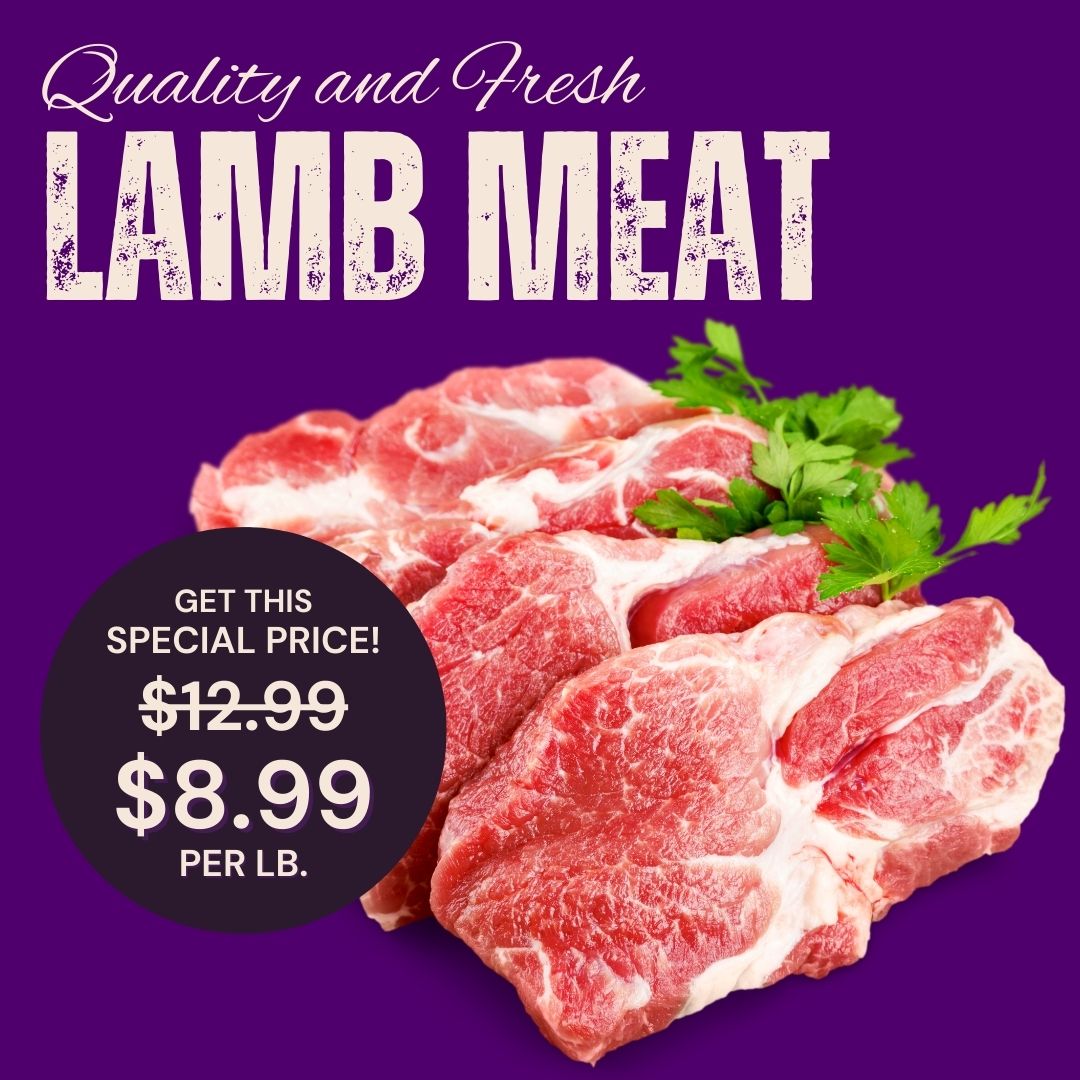 Quality and Fresh
LAMB MEAT
GET THIS
SPECIAL PRICE!
$12.99
$8.99
PER LB.